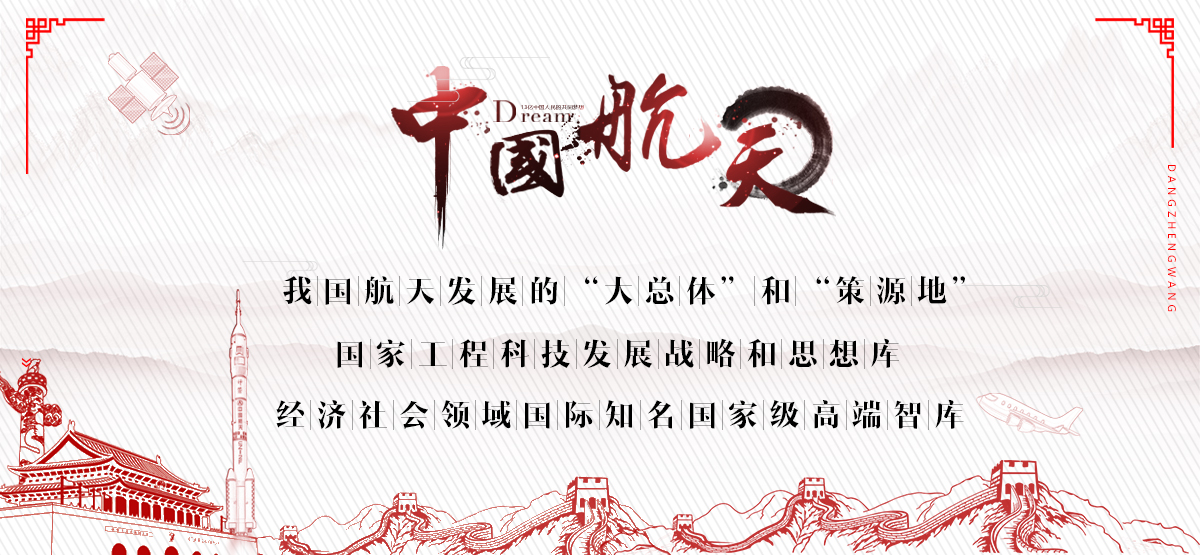 中國航天
13亿中国人民的共同梦想
Dream
我国航天发展的“大总体”和“策源地”
国家工程科技发展战略和思想库
经济社会领域国际知名国家级高端智库
DANGZHENGWANG